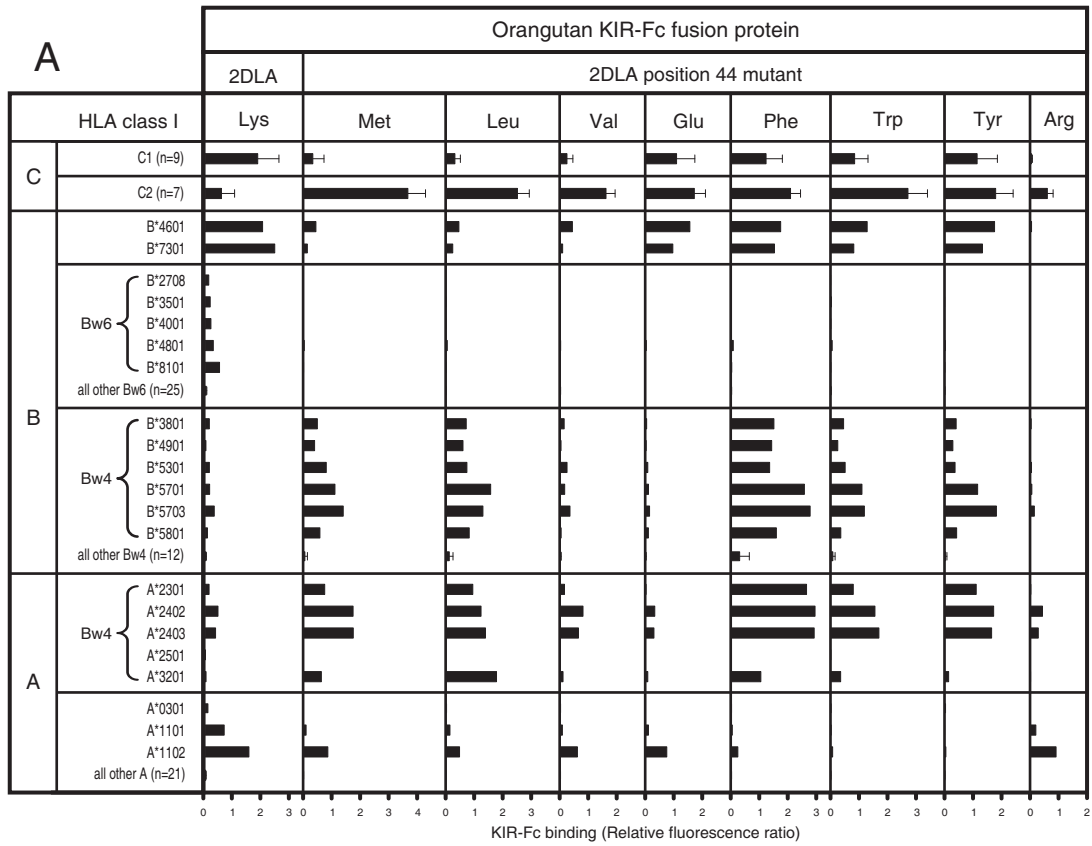 A
Orangutan KIR-Fc fusion protein
2DLA 2DLA position 44 mutant
HLA class I Lys Met Leu Val Glu Phe Trp Tyr Arg
C
C1 (n=9)
C2 (n=7)
B
B*4601
B*7301
Bw6
B*2708
B*3501
B*4001
B*4801
B*8101
all other Bw6 (n=25)
Bw4
B*3801
B*4901
B*5301
B*5701
B*5703
B*5801
all other Bw4 (n=12)
A
Bw4
A*2301
A*2402
A*2403
A*2501
A*3201
A*0301
A*1101
A*1102
all other A (n=21)
0 1 2 3 0 1 2 3 4 0 1 2 3 0 1 2 0 1 2 0 1 2 3 0 1 2 3 0 1 2 0 1 2
KIR-Fc binding (Relative fluorescence ratio)